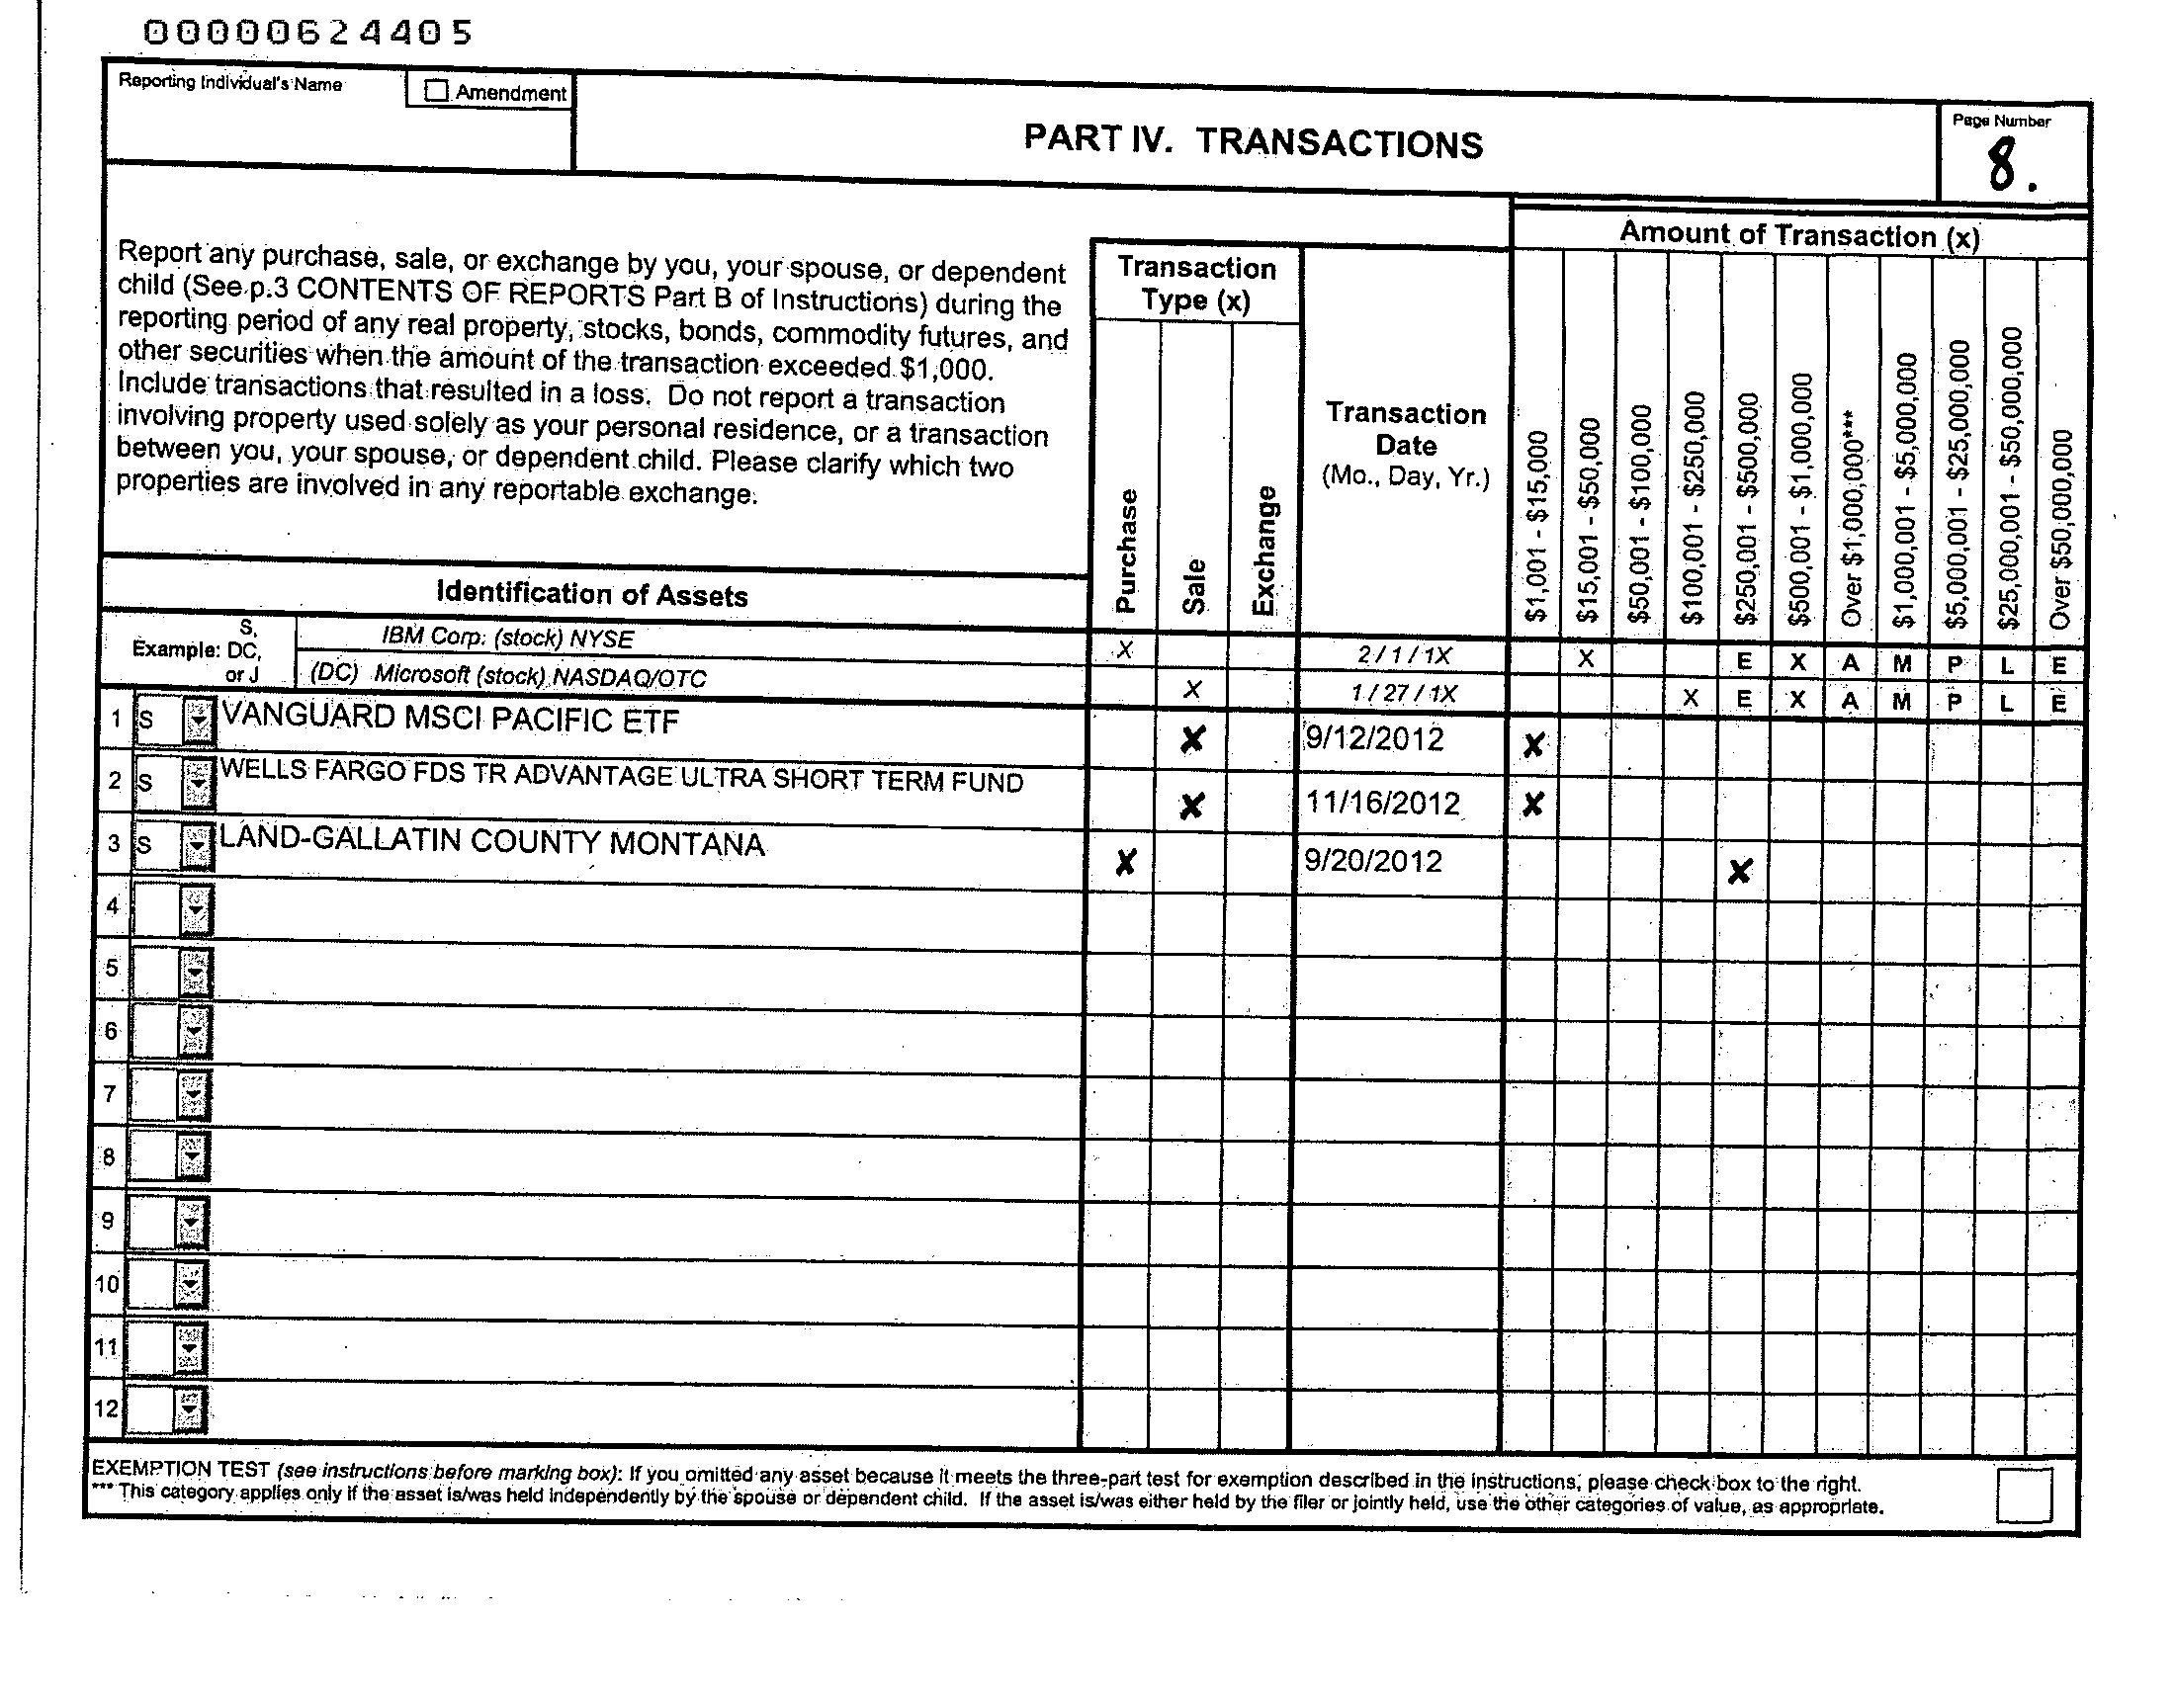 00000624405
Reporting Individual's Name
Amendment
PART IV. TRANSACTIONS
Page Number
8.
Report any purchase, sale, or exchange by you, your spouse, or dependent
child (See p.3 CONTENTS OF REPORTS Part B of Instructions) during the
reporting period of any real property, stocks, bonds, commodity futures, and
other securities when the amount of the transaction exceeded $1,000.
Include transactions that resulted in a loss. Do not report a transaction
involving property used solely as your personal residence, or a transaction
between you, your spouse, or dependent child. Please clarify which two
properties are involved in any reportable exchange.
Identification of Assets
Transaction
Type (x)
Purchase
Sale
Exchange
Transaction
Date
(Mo., Day, Yr.)
Amount of Transaction (x)
$1,001 - $15,000
$15,001 - $50,000
$50,001 - $100,000
$100,001 - $250,000
$250,001 - $500,000
$500,001 - $1,000,000
Over $1,000,000***
$1,000,001 - $5,000,000
$5,000,001 - $25,000,000
$25,000,001 - $50,000,000
Over $50,000,000
Example: S, DC, or J
IBM Corp. (stock) NYSE X 2 / 1 / 1X X E X A M P L E
(DC) Microsoft (stock) NASDAQ/OTC X 1 / 27 / 1X X E X A M P L E
1 S VANGUARD MSCI PACIFIC ETF X 9/12/2012 X
2 S WELLS FARGO FDS TR ADVANTAGE ULTRA SHORT TERM FUND X 11/16/2012 X
3 S LAND-GALLATIN COUNTY MONTANA X 9/20/2012 X
4
5
6
7
8
9
10
11
12
EXEMPTION TEST (see instructions before marking box): If you omitted any asset because it meets the three-part test for exemption described in the instructions, please check box to the right.
*** This category applies only if the asset is/was held independently by the spouse or dependent child. If the asset is/was either held by the filer or jointly held, use the other categories of value, as appropriate.